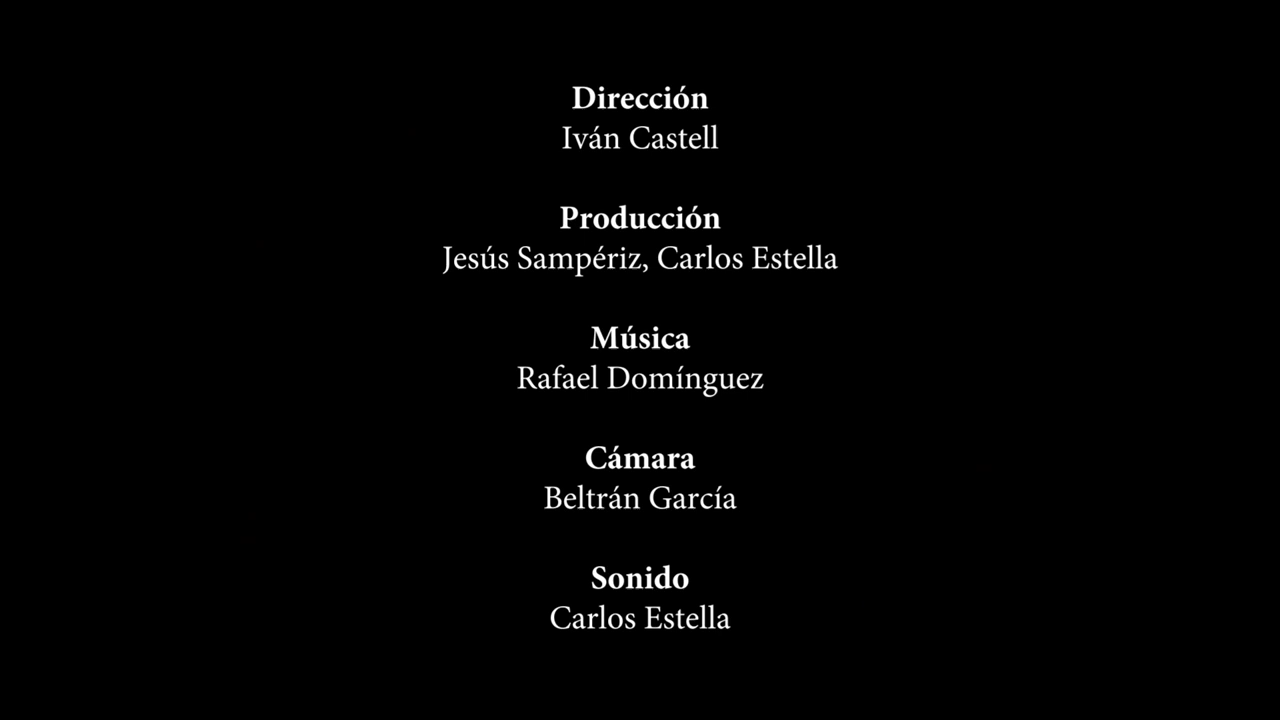 Dirección
Iván Castell
Producción
Jesús Sampériz, Carlos Estella
Música
Rafael Domínguez
Cámara
Beltrán García
Sonido
Carlos Estella